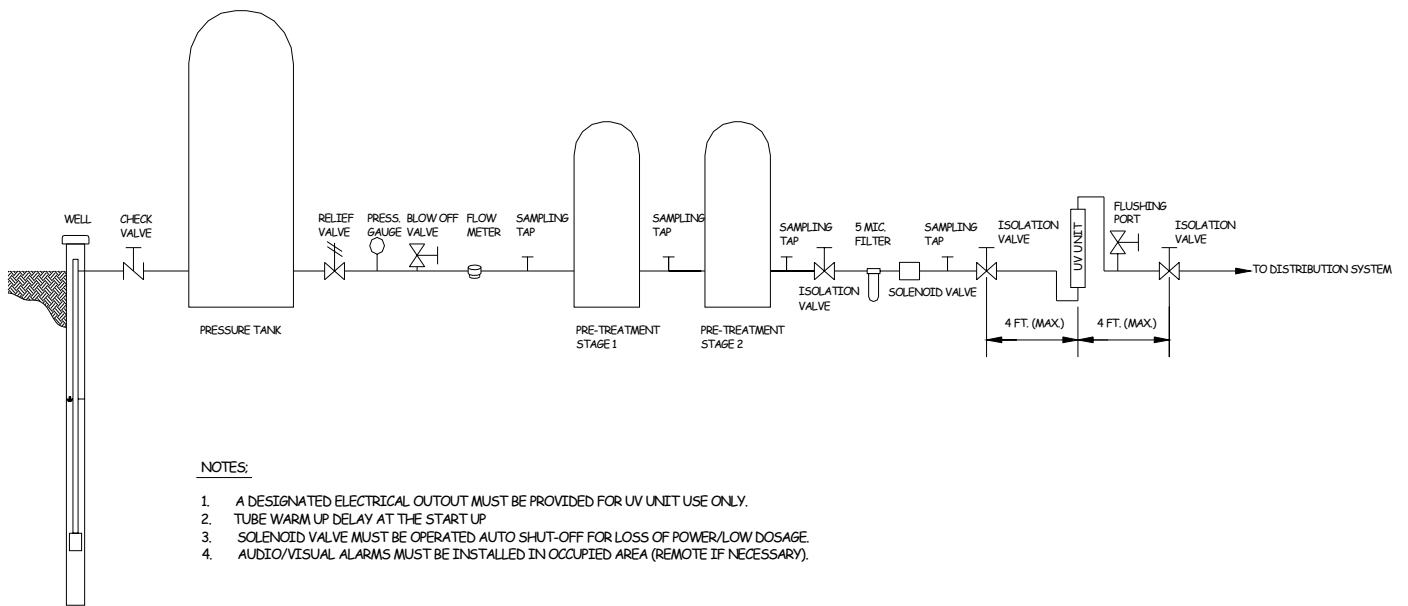 WELL
CHECK
VALVE
PRESSURE TANK
RELIEF
VALVE
PRESS.
GAUGE
BLOW OFF
VALVE
FLOW
METER
SAMPLING
TAP
PRE-TREATMENT
STAGE 1
SAMPLING
TAP
PRE-TREATMENT
STAGE 2
SAMPLING
TAP
ISOLATION
VALVE
5 MIC.
FILTER
SOLENOID VALVE
SAMPLING
TAP
ISOLATION
VALVE
UV UNIT
FLUSHING
PORT
ISOLATION
VALVE
TO DISTRIBUTION SYSTEM
4 FT. (MAX.)
4 FT. (MAX.)
NOTES;
1. A DESIGNATED ELECTRICAL OUTOUT MUST BE PROVIDED FOR UV UNIT USE ONLY.
2. TUBE WARM UP DELAY AT THE START UP
3. SOLENOID VALVE MUST BE OPERATED AUTO SHUT-OFF FOR LOSS OF POWER/LOW DOSAGE.
4. AUDIO/VISUAL ALARMS MUST BE INSTALLED IN OCCUPIED AREA (REMOTE IF NECESSARY).